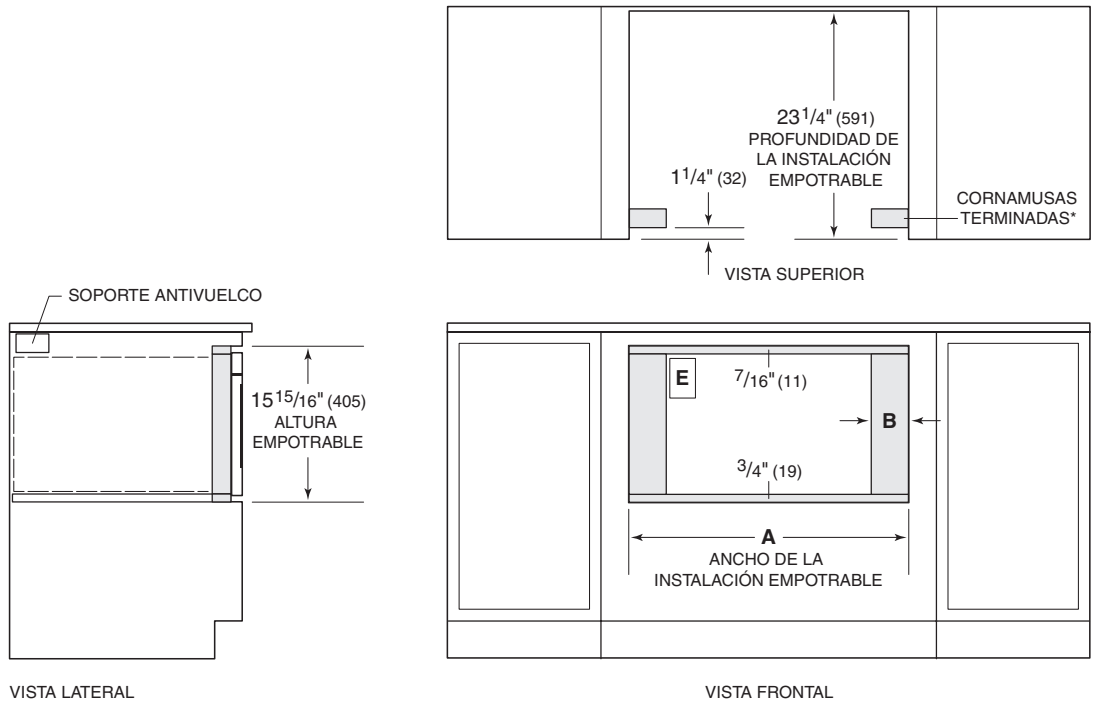 23 1/4" (591)
PROFUNDIDAD DE
LA INSTALACIÓN
EMPOTRABLE
1 1/4" (32)
CORNAMUSAS
TERMINADAS*
VISTA SUPERIOR
SOPORTE ANTIVUELCO
15 15/16" (405)
ALTURA
EMPOTRABLE
E
7/16" (11)
B
3/4" (19)
A
ANCHO DE LA
INSTALACIÓN EMPOTRABLE
VISTA LATERAL
VISTA FRONTAL